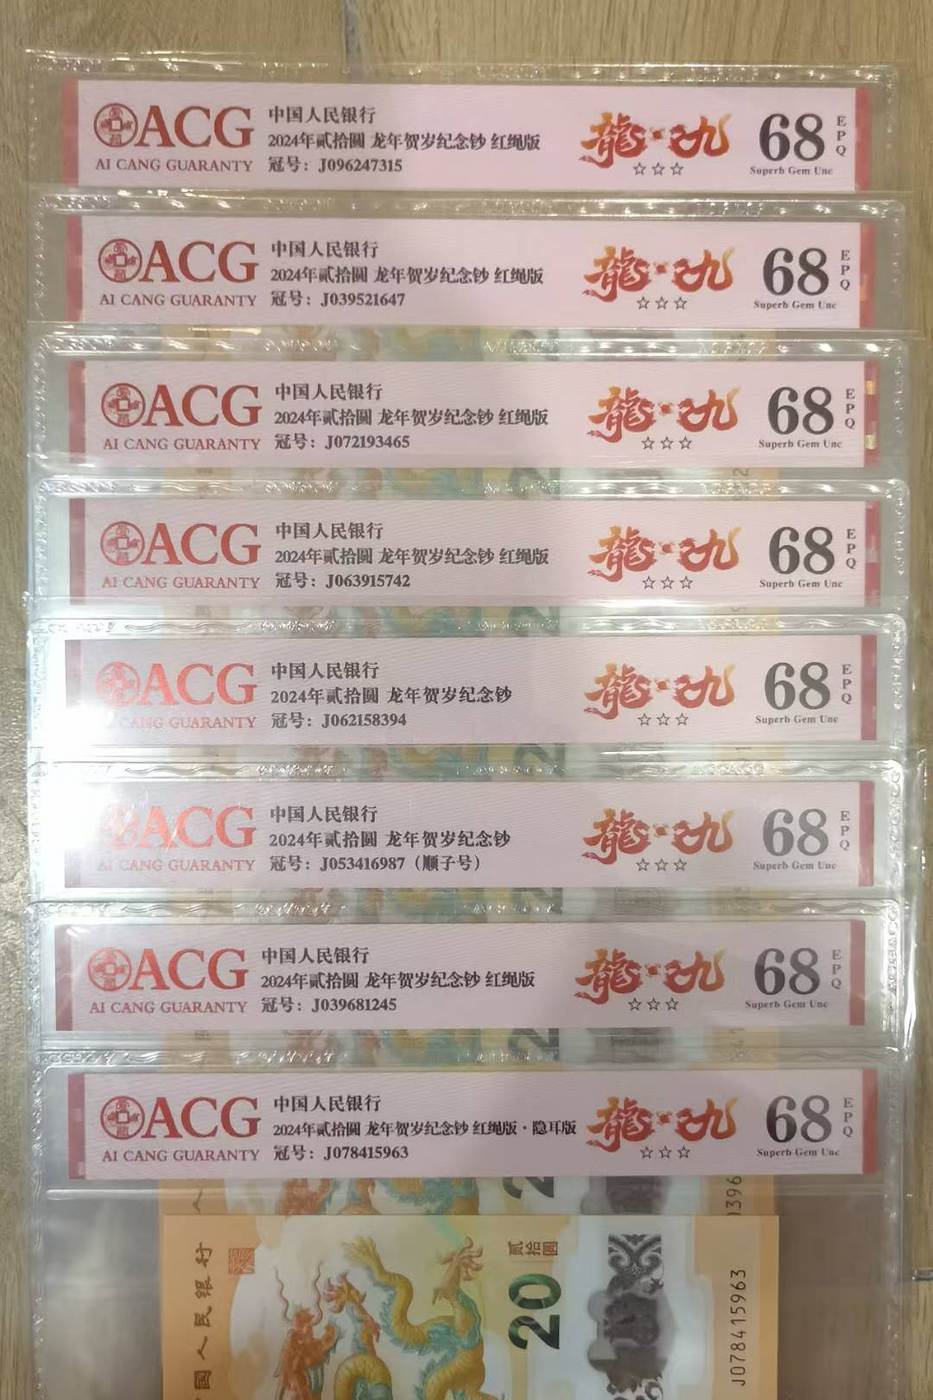 ACG
AI CANG GUARANTY
中国人民银行
2024年贰拾圆 龙年贺岁纪念钞 红绳版
冠号：J096247315
龍 九
☆☆☆
68
EPQ
Superb Gem Unc
ACG
AI CANG GUARANTY
中国人民银行
2024年贰拾圆 龙年贺岁纪念钞 红绳版
冠号：J039521647
龍 九
☆☆☆
68
EPQ
Superb Gem Unc
ACG
AI CANG GUARANTY
中国人民银行
2024年贰拾圆 龙年贺岁纪念钞 红绳版
冠号：J072193465
龍 九
☆☆☆
68
EPQ
Superb Gem Unc
ACG
AI CANG GUARANTY
中国人民银行
2024年贰拾圆 龙年贺岁纪念钞 红绳版
冠号：J063915742
龍 九
☆☆☆
68
EPQ
Superb Gem Unc
ACG
CANG GUARANTY
中国人民银行
2024年贰拾圆 龙年贺岁纪念钞
冠号：J062158394
龍 九
☆☆☆
68
EPQ
Superb Gem Unc
ACG
AI CANG GUARANTY
中国人民银行
2024年贰拾圆 龙年贺岁纪念钞
冠号：J053416987（顺子号）
龍 九
☆☆☆
68
EPQ
Superb Gem Unc
ACG
AI CANG GUARANTY
中国人民银行
2024年贰拾圆 龙年贺岁纪念钞 红绳版
冠号：J039681245
龍 九
☆☆☆
68
EPQ
Superb Gem Unc
ACG
AI CANG GUARANTY
中国人民银行
2024年贰拾圆 龙年贺岁纪念钞 红绳版·隐耳版
冠号：J078415963
龍 九
☆☆☆
68
EPQ
Superb Gem Unc
国人民银行
贰拾圆
20
J078415963